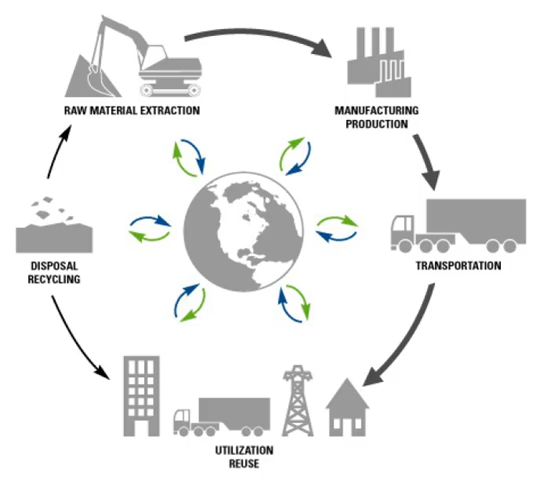 RAW MATERIAL EXTRACTION
MANUFACTURING
PRODUCTION
TRANSPORTATION
DISPOSAL
RECYCLING
UTILIZATION
REUSE